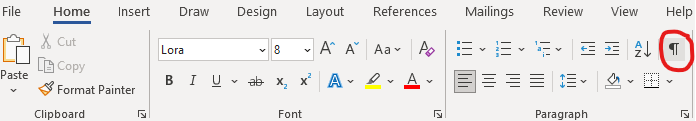 File Home Insert Draw Design Layout References Mailings Review View Help
Paste
Cut
Copy
Format Painter
Clipboard
Lora 8 A A Aa A
B I U ab x₂ x² A A
Font
A Z ¶
Paragraph